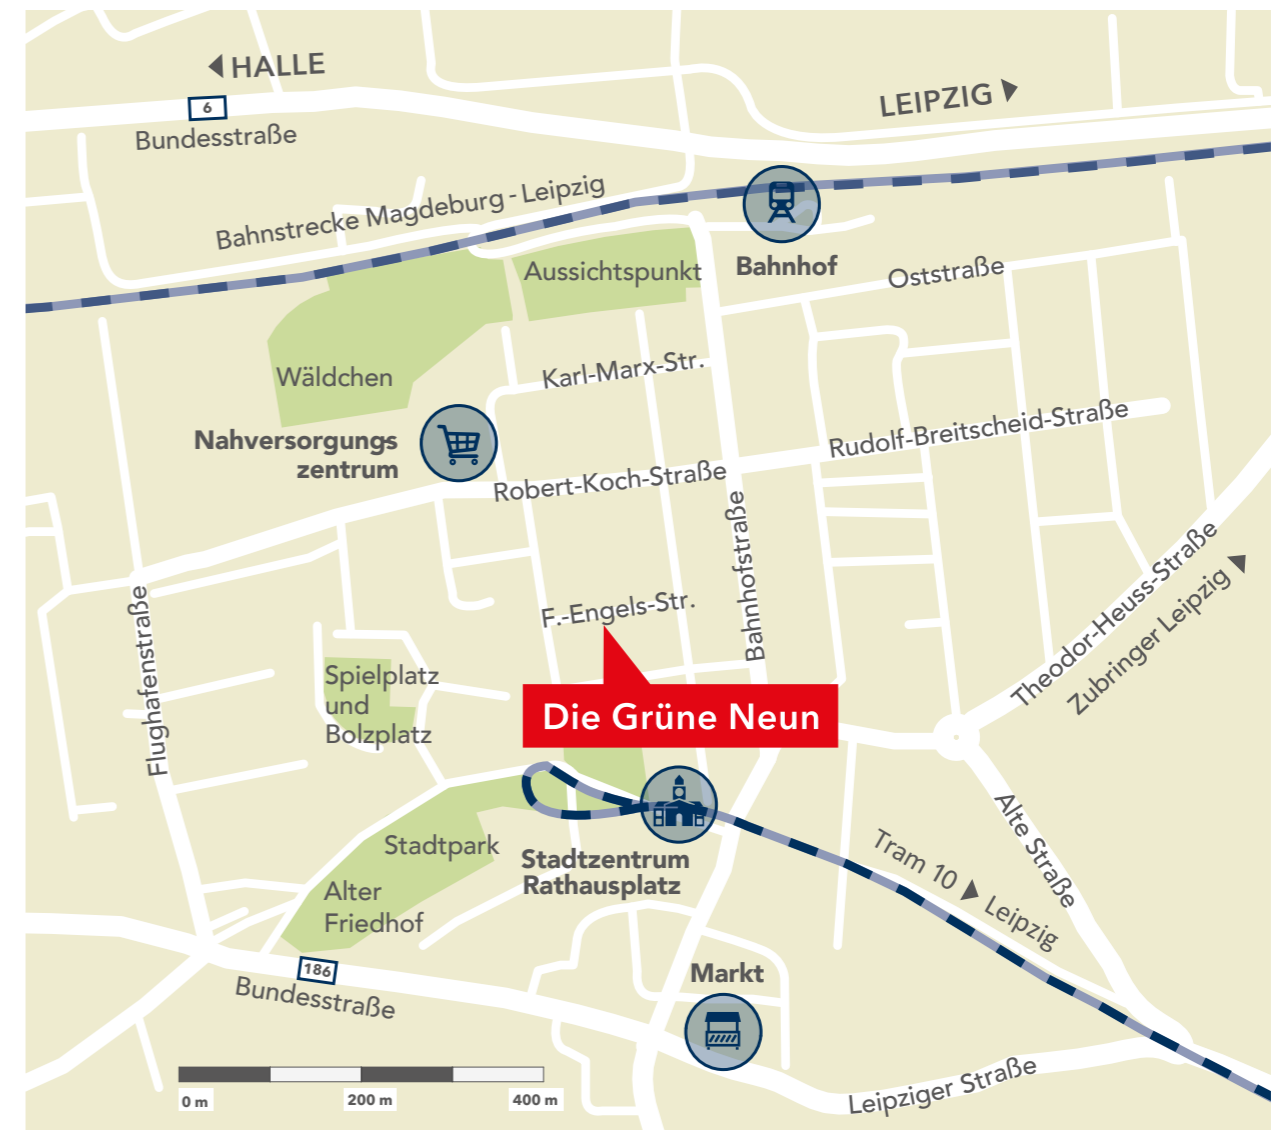 HALLE
6
Bundesstraße
LEIPZIG
Bahnstrecke Magdeburg - Leipzig
Aussichtspunkt
Bahnhof
Oststraße
Wäldchen
Karl-Marx-Str.
Nahversorgungs-
zentrum
Rudolf-Breitscheid-Straße
Robert-Koch-Straße
Bahnhofstraße
Flughafenstraße
F.-Engels-Str.
Theodor-Heuss-Straße
Zubringer Leipzig
Spielplatz
und
Bolzplatz
Die Grüne Neun
Stadtpark
Stadtzentrum
Rathausplatz
Alter
Friedhof
Tram 10
Leipzig
Alte Straße
186
Bundesstraße
Markt
Leipziger Straße
0 m
200 m
400 m